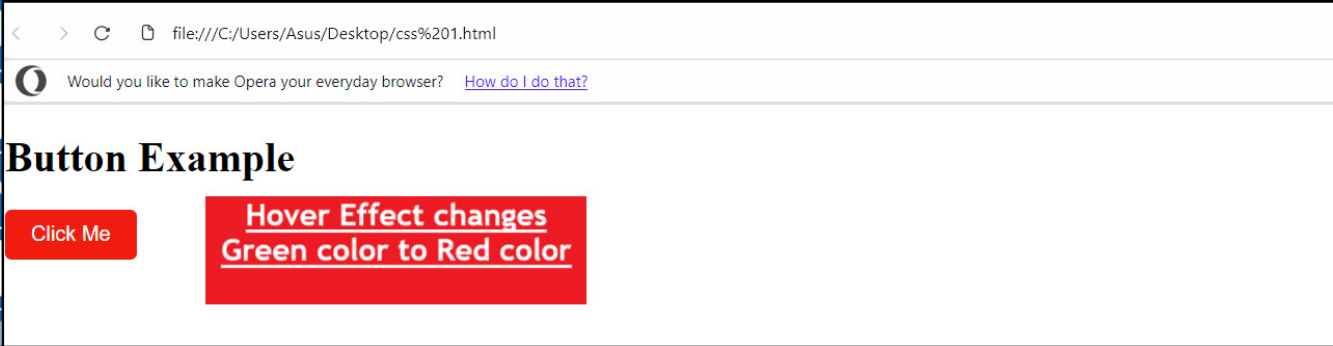 file:///C:/Users/Asus/Desktop/css%201.html
Would you like to make Opera your everyday browser? How do I do that?
Button Example
Click Me
Hover Effect changes
Green color to Red color